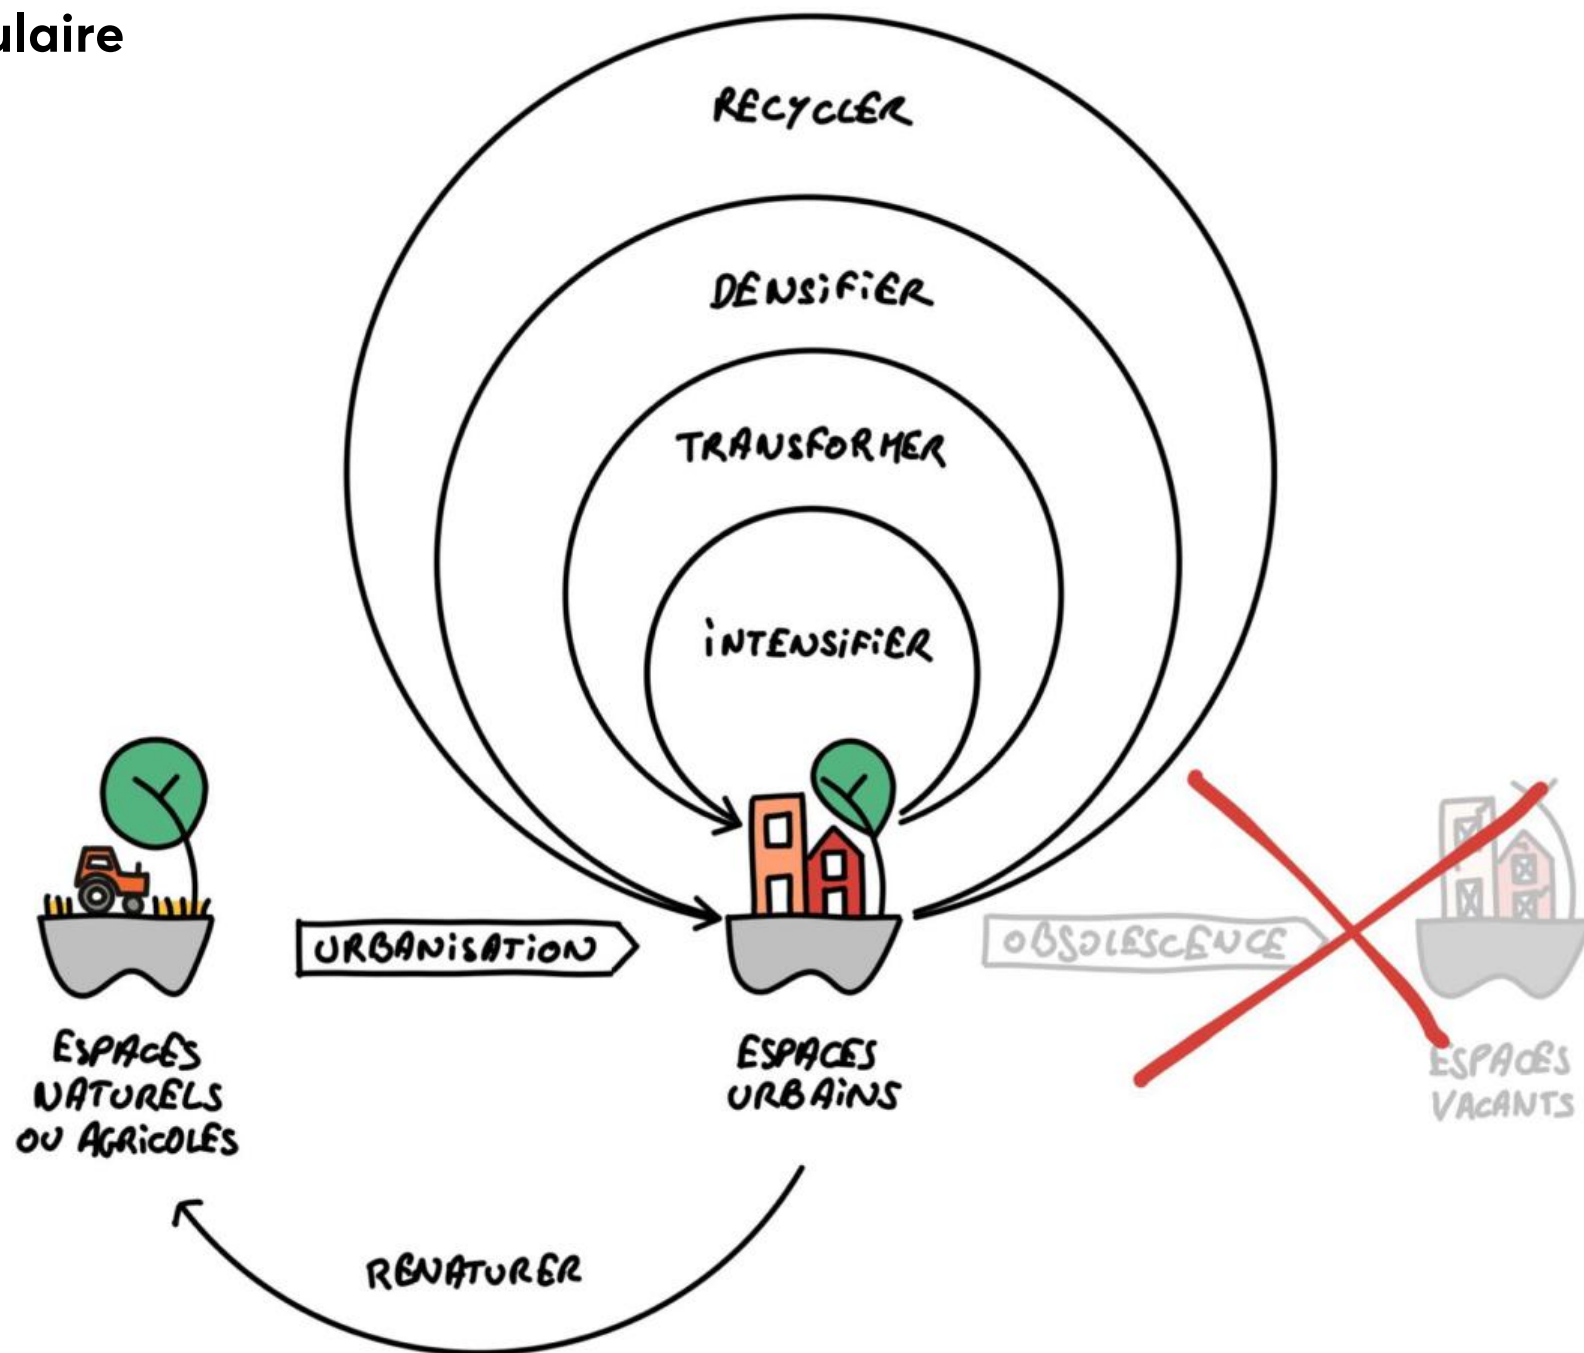 ulaire
RECYCLER
DENSiFiER
TRANSFORMER
iNTENSiFiER
URBANiSATiON
OBSOLESCENCE
ESPACES
NATURELS
OU AGRiCOLES
ESPACES
URBAiNS
ESPACES
VACANTS
RENATURER